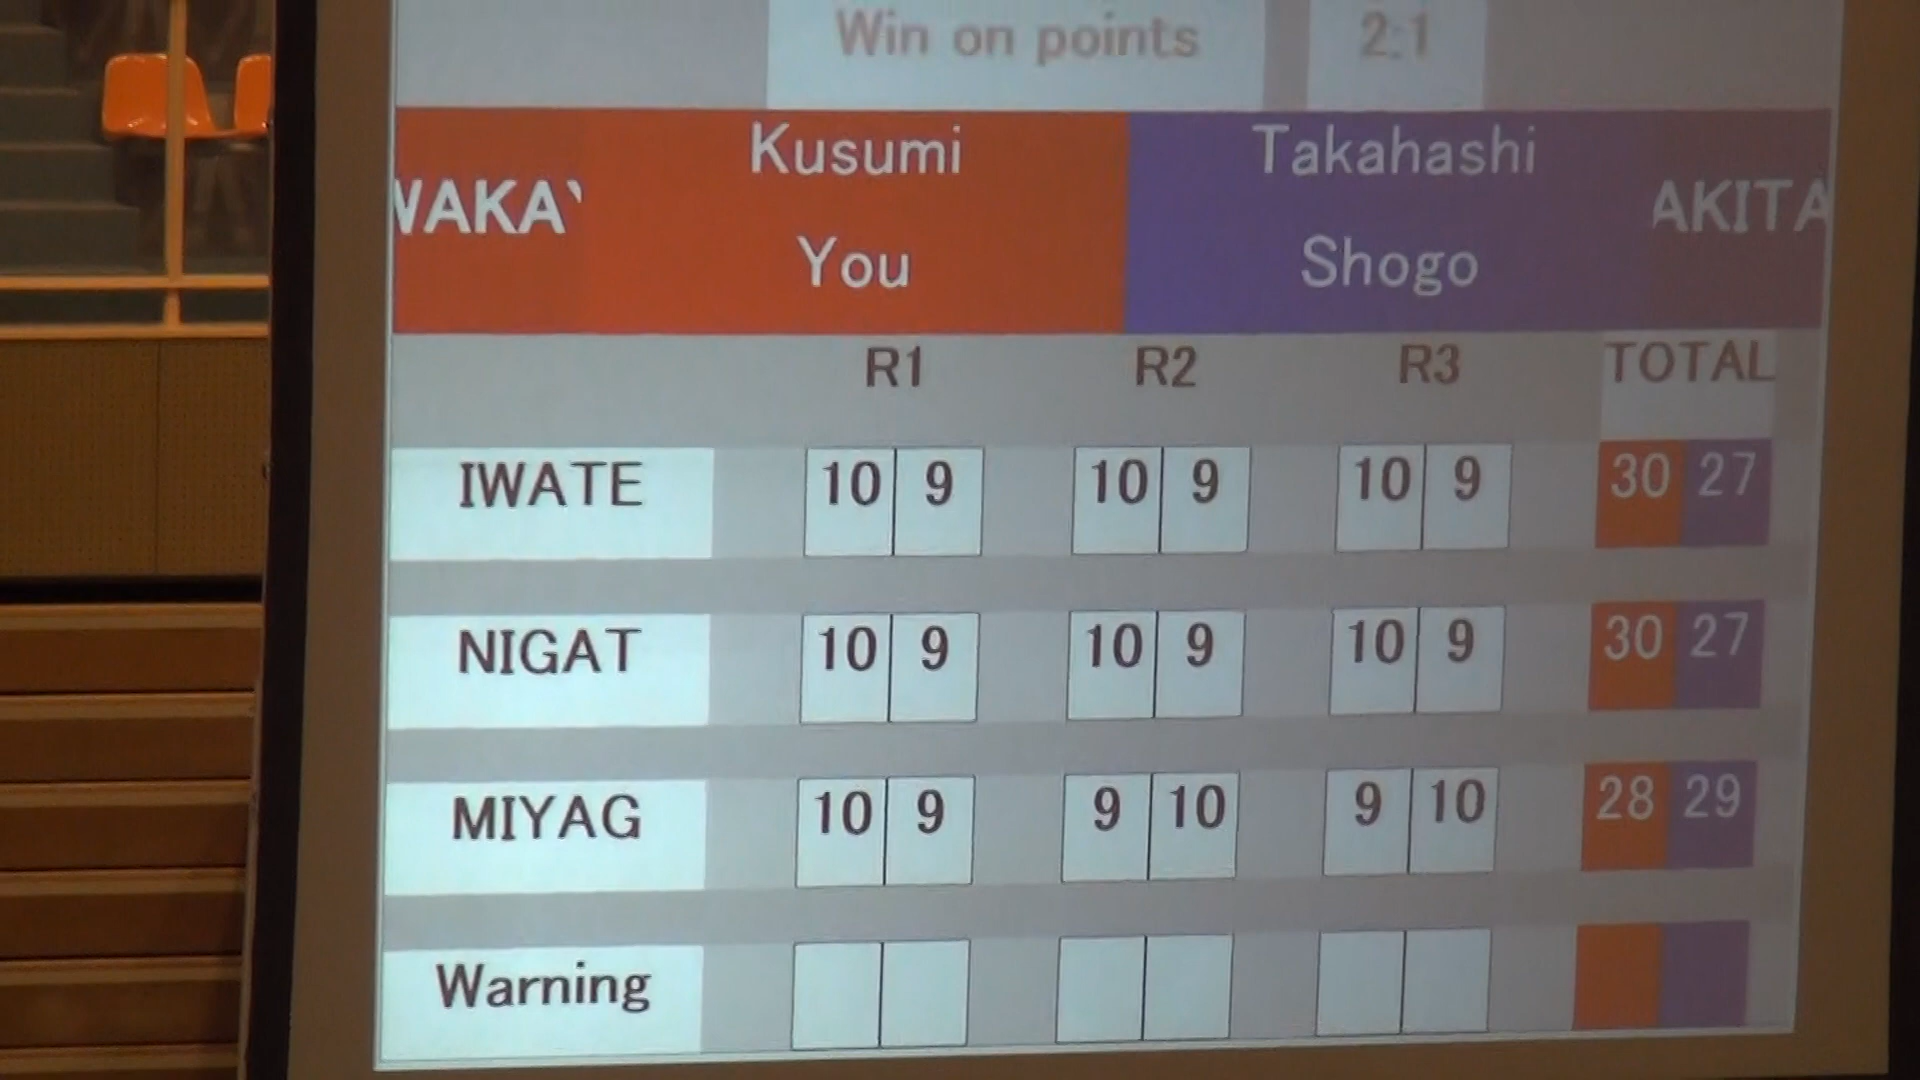 Win on points 2:1
WAKAY Kusumi You Takahashi Shogo AKITA
R1 R2 R3 TOTAL
IWATE 10 9 10 9 10 9 30 27
NIGAT 10 9 10 9 10 9 30 27
MIYAG 10 9 9 10 9 10 28 29
Warning